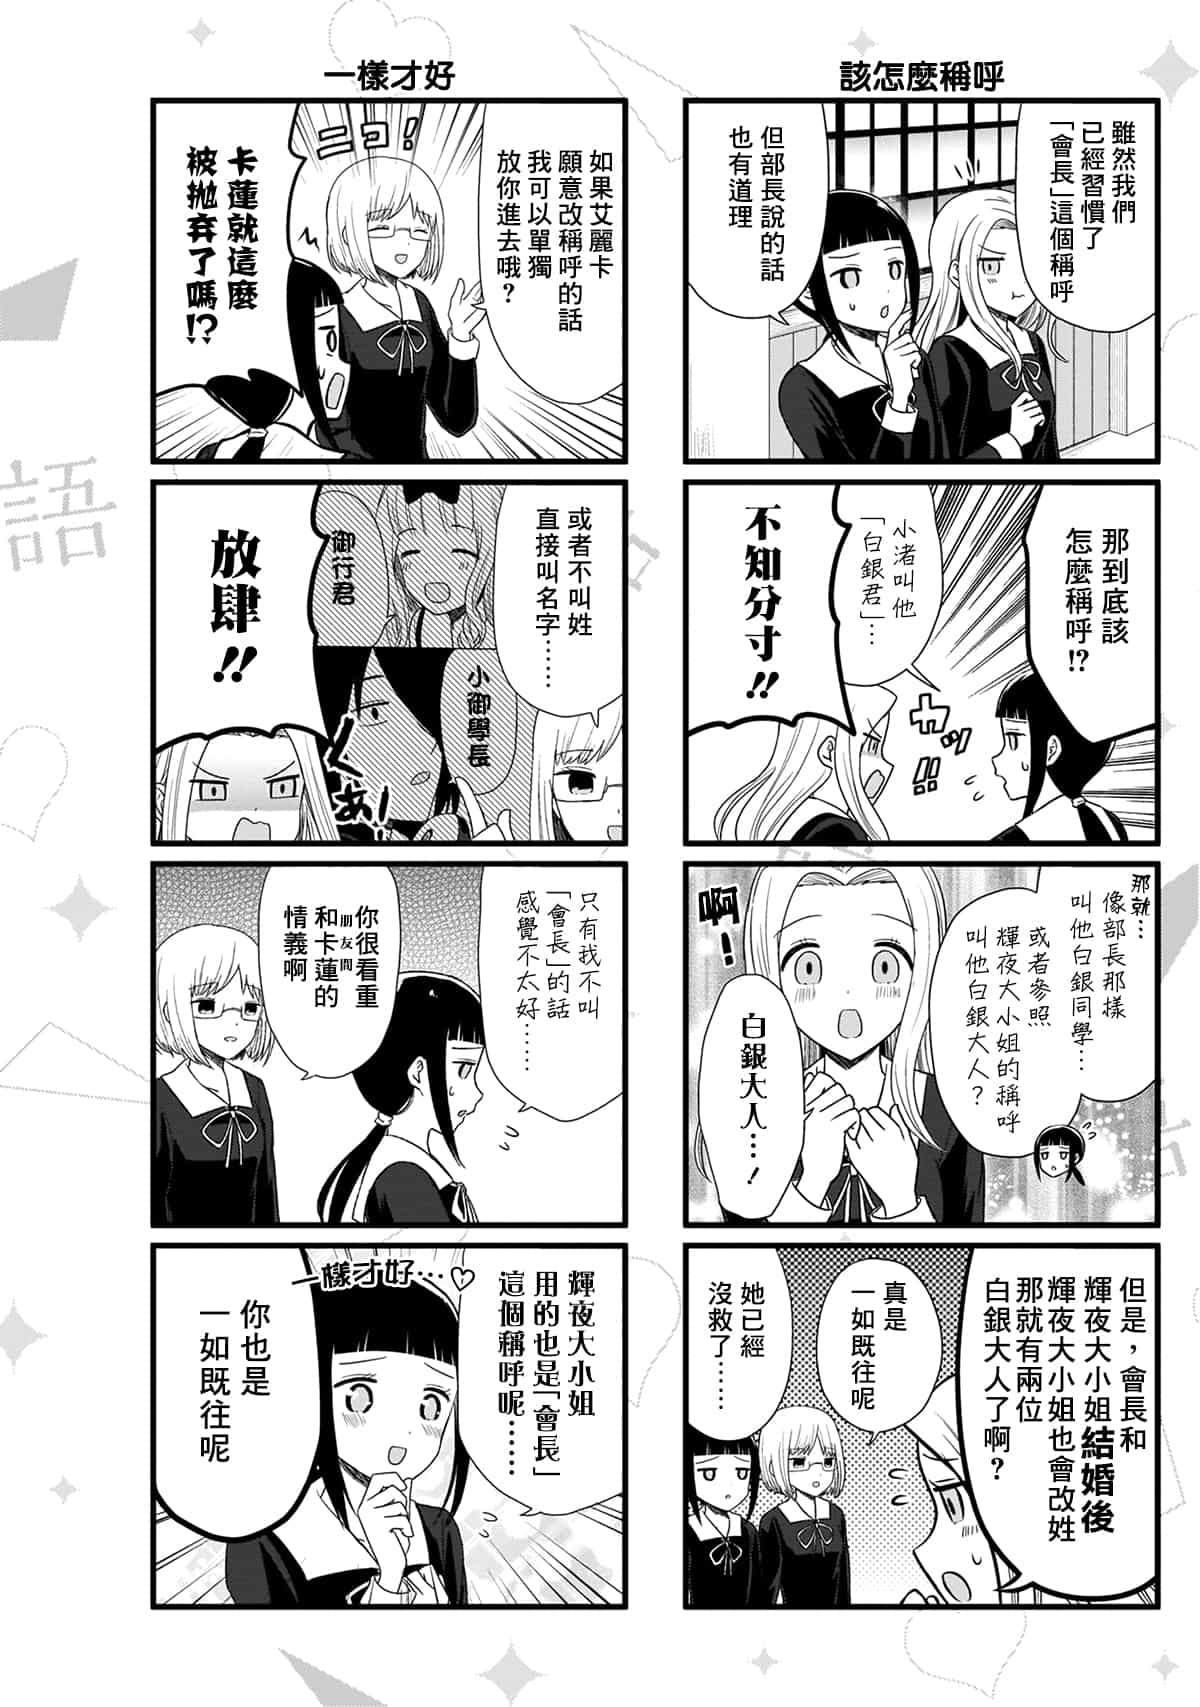 該怎麼稱呼
雖然我們
已經習慣了
「會長」這個稱呼
但部長說的話
也有道理
那到底該
怎麼稱呼!?
小渚叫他
「白銀君」…
カッ!!
不知分寸!!
那就…
像部長那樣
叫他白銀同學…
或者參照
輝夜大小姐的稱呼
叫他白銀大人?
啊…!
白銀大人…!
但是,會長和
輝夜大小姐結婚後
輝夜大小姐也會改姓
那就有兩位
白銀大人了啊?
真是
一如既往呢
她已經
沒救了……
一樣才好
如果艾麗卡
願意改稱呼的話
我可以單獨
放你進去哦?
ニコ!
卡蓮就這麼
被拋弃了嗎!?
或者不叫姓
直接叫名字……
御行君
小御學長
くぁ!
放肆!!
只有我不叫
「會長」的話
感覺不太好……
你很看重
和卡蓮的
朋友間
情義啊
輝夜大小姐
用的也是「會長」
這個稱呼呢……
一樣才好…♡
你也是
一如既往呢
語